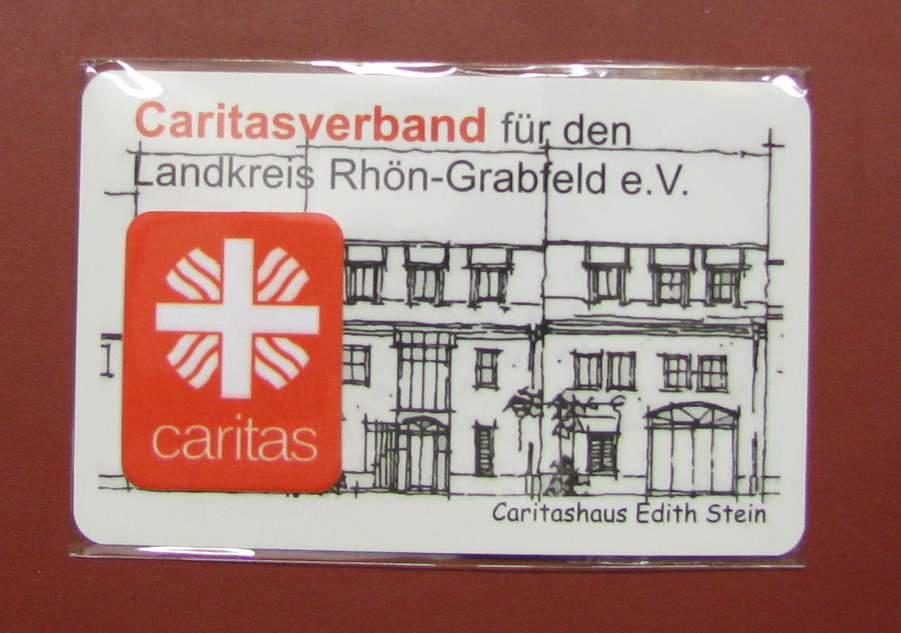 Caritasverband für den
Landkreis Rhön-Grabfeld e.V.
caritas
Caritashaus Edith Stein